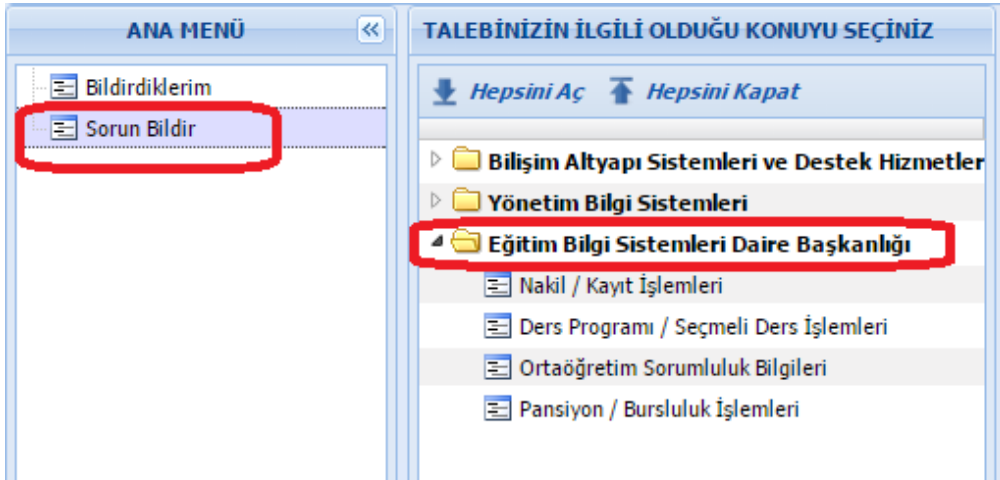 ANA MENÜ
Bildirdiklerim
Sorun Bildir
TALEBİNİZİN İLGİLİ OLDUĞU KONUYU SEÇİNİZ
Hepsini Aç Hepsini Kapat
Bilişim Altyapı Sistemleri ve Destek Hizmetler
Yönetim Bilgi Sistemleri
Eğitim Bilgi Sistemleri Daire Başkanlığı
Nakil / Kayıt İşlemleri
Ders Programı / Seçmeli Ders İşlemleri
Ortaöğretim Sorumluluk Bilgileri
Pansiyon / Bursluluk İşlemleri